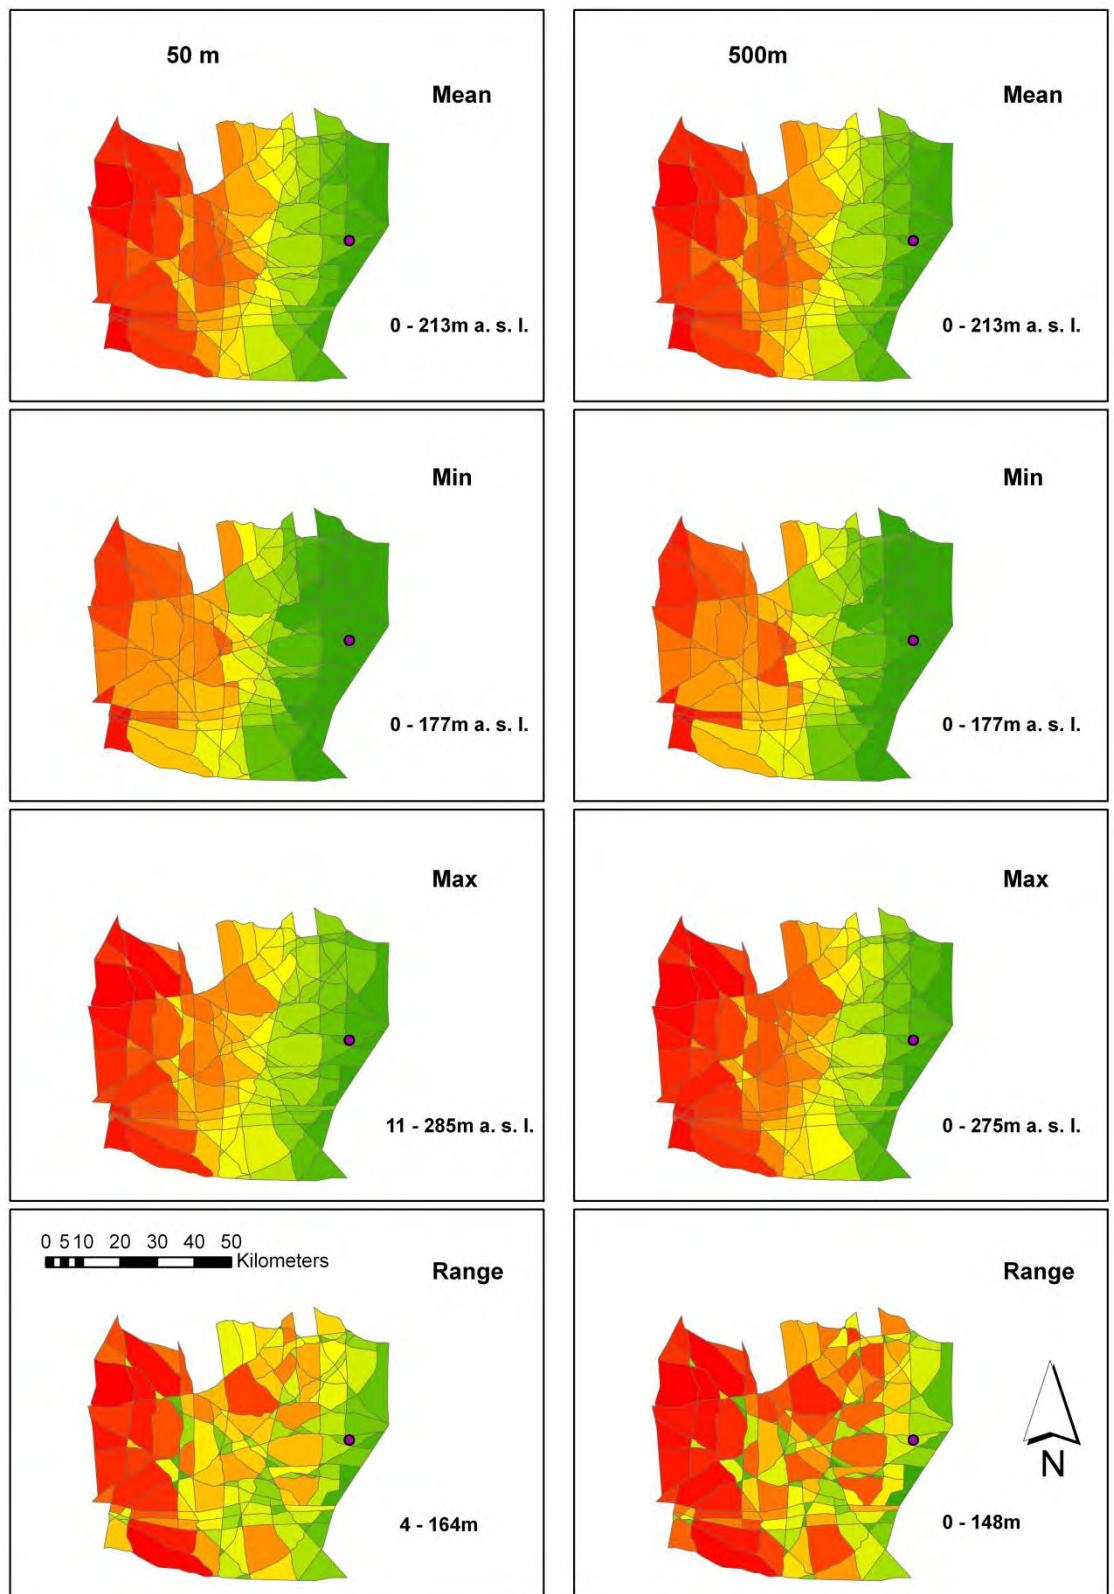 50 m
500m
Mean
Mean
0 - 213m a. s. l.
0 - 213m a. s. l.
Min
Min
0 - 177m a. s. l.
0 - 177m a. s. l.
Max
Max
11 - 285m a. s. l.
0 - 275m a. s. l.
0 5 10 20 30 40 50
Kilometers
Range
Range
N
4 - 164m
0 - 148m